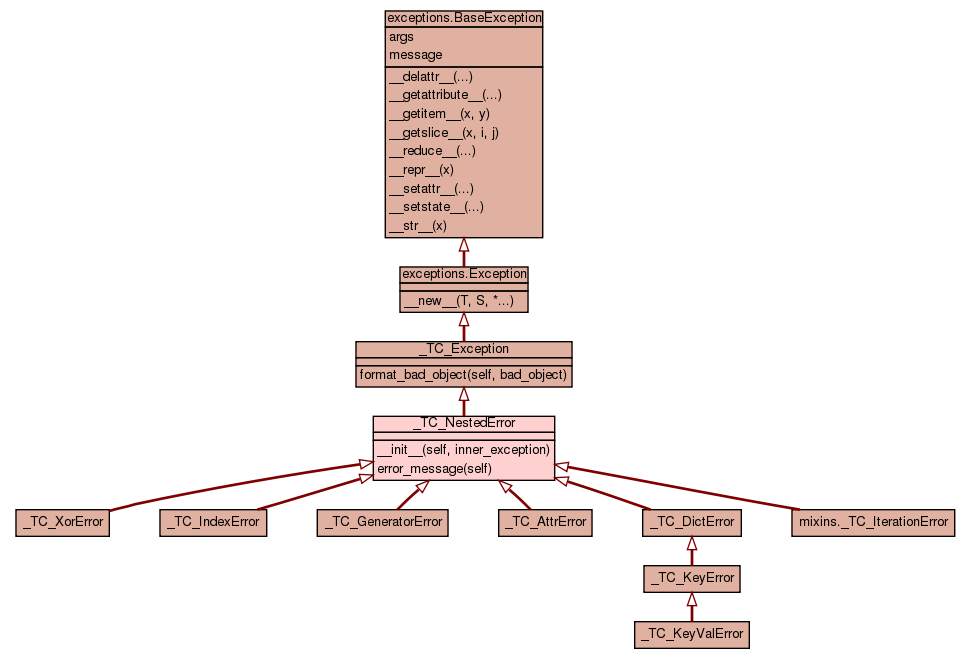 exceptions.BaseException
args
message
__delattr__(...)
__getattribute__(...)
__getitem__(x, y)
__getslice__(x, i, j)
__reduce__(...)
__repr__(x)
__setattr__(...)
__setstate__(...)
__str__(x)
exceptions.Exception
__new__(T, S, *...)
_TC_Exception
format_bad_object(self, bad_object)
_TC_NestedError
__init__(self, inner_exception)
error_message(self)
_TC_XorError
_TC_IndexError
_TC_GeneratorError
_TC_AttrError
_TC_DictError
mixins._TC_IterationError
_TC_KeyError
_TC_KeyValError